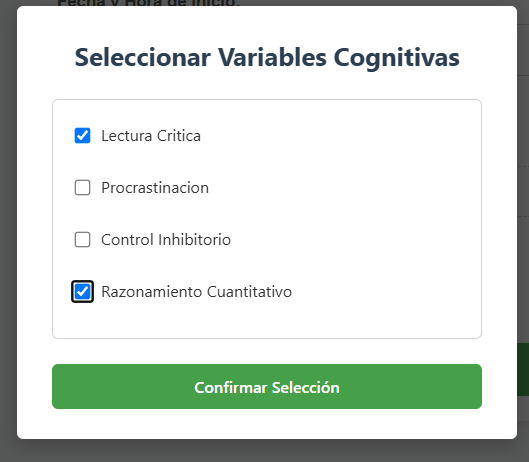 Fecha y Hora de Inicio:
Seleccionar Variables Cognitivas
Lectura Critica
Procrastinacion
Control Inhibitorio
Razonamiento Cuantitativo
Confirmar Selección